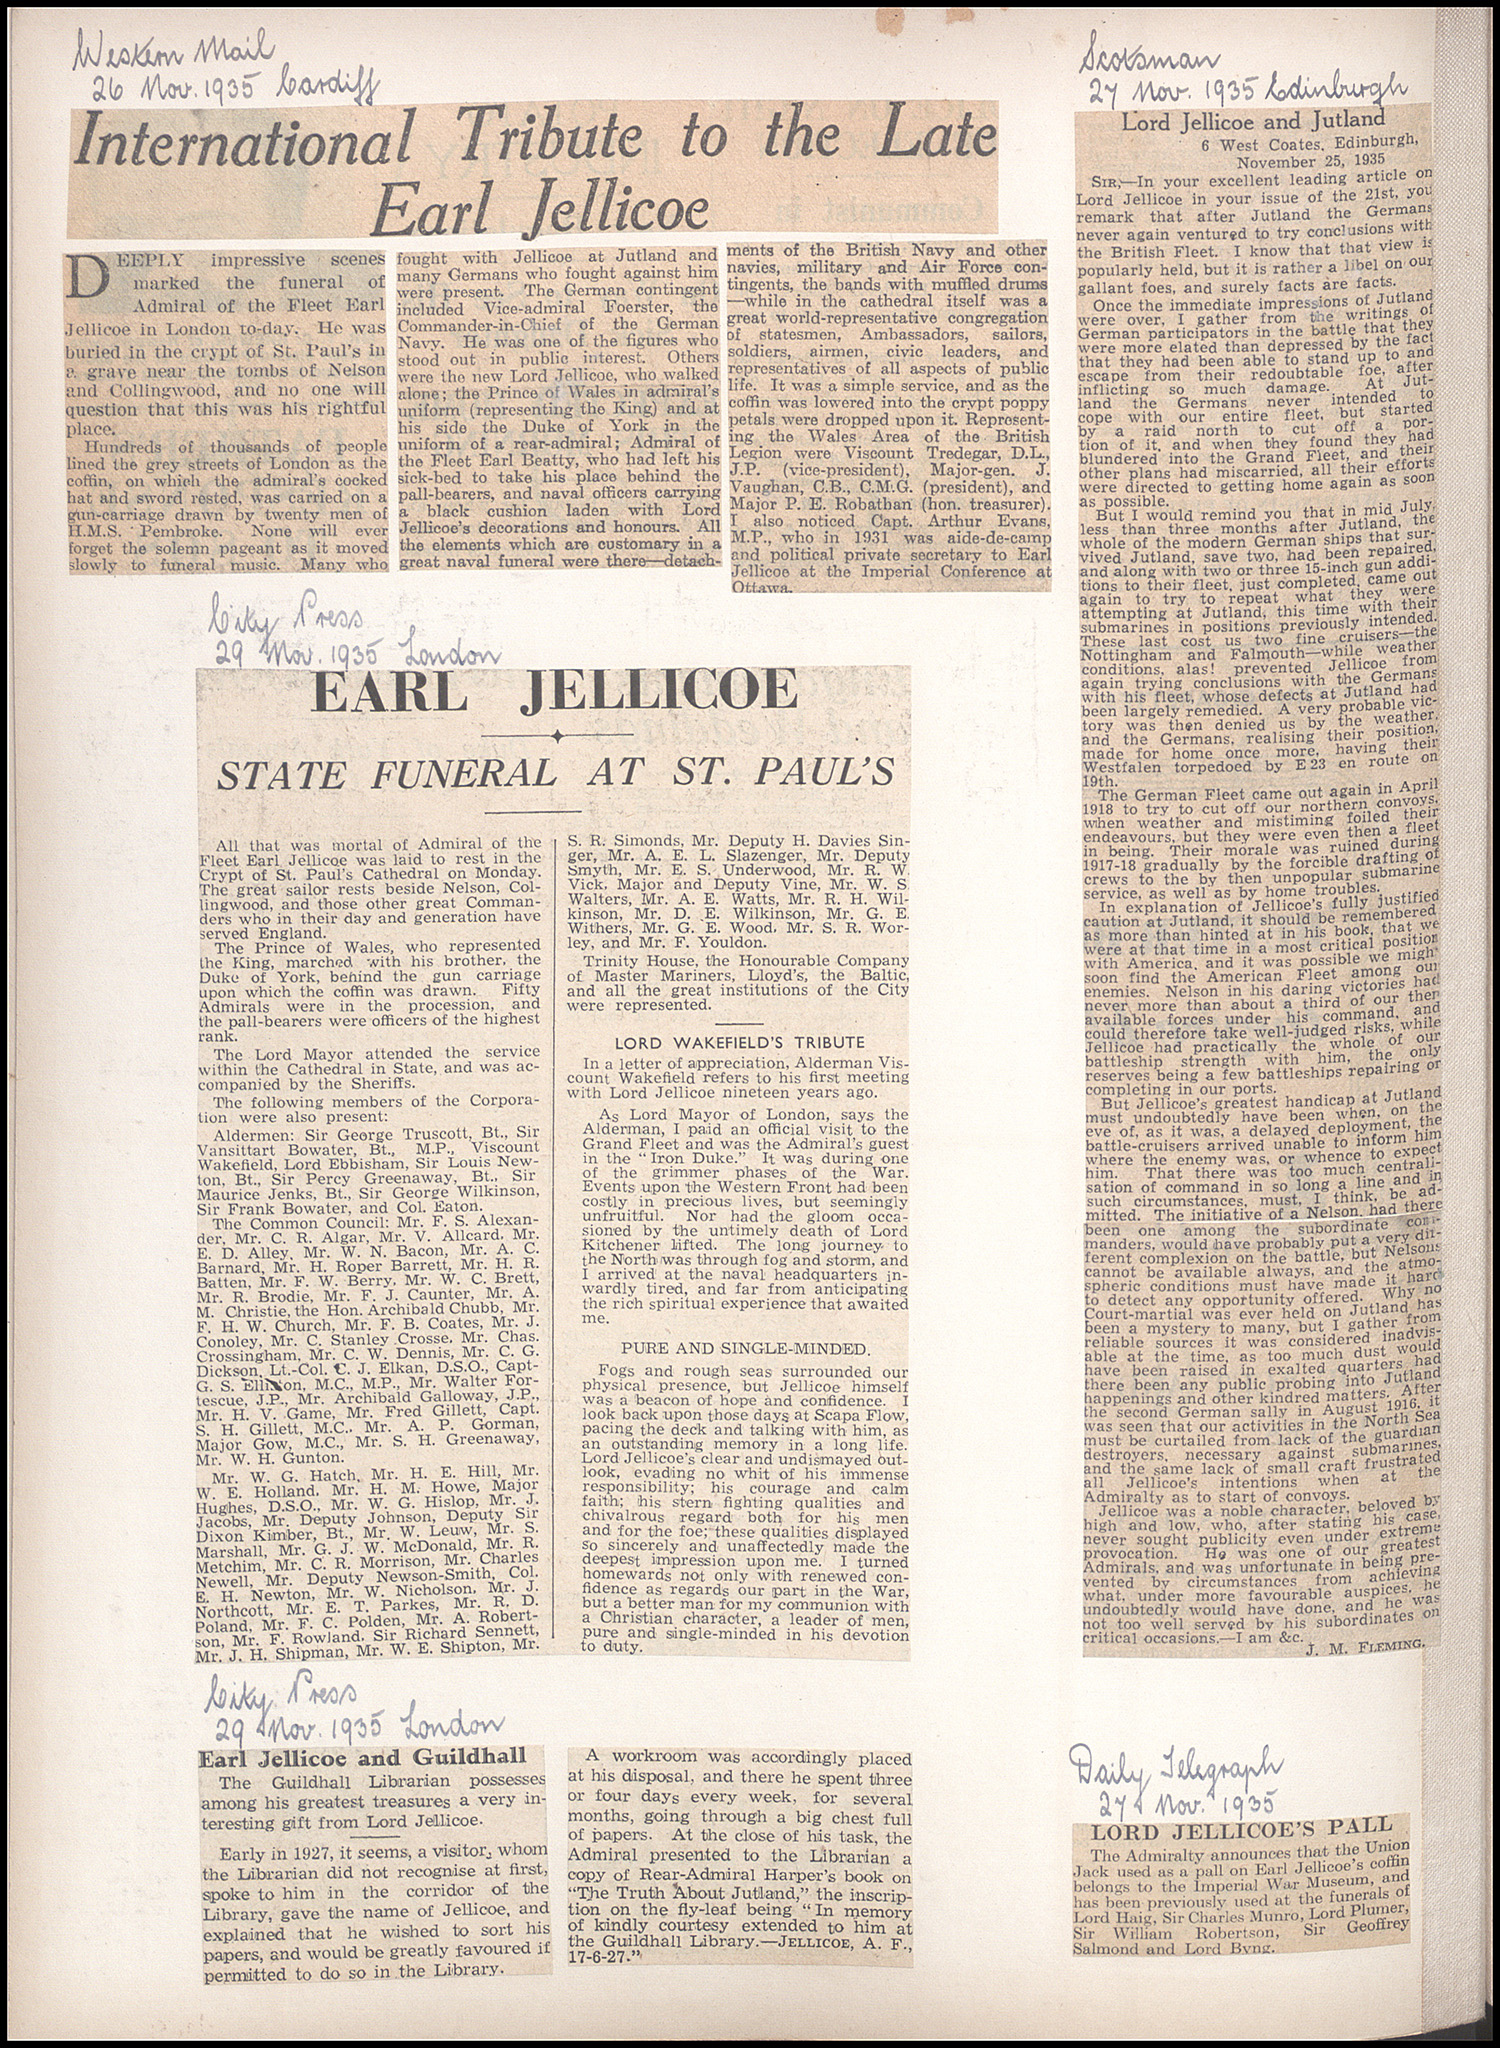 Western Mail
26 Nov. 1935 Cardiff
International Tribute to the Late
Earl Jellicoe
DEEPLY impressive scenes
marked the funeral of
Admiral of the Fleet Earl
Jellicoe in London to-day. He was
buried in the crypt of St. Paul's in
a grave near the tombs of Nelson
and Collingwood, and no one will
question that this was his rightful
place.
Hundreds of thousands of people
lined the grey streets of London as the
coffin, on which the admiral's cocked
hat and sword rested, was carried on a
gun-carriage drawn by twenty men of
H.M.S. Pembroke. None will ever
forget the solemn pageant as it moved
slowly to funeral music. Many who
fought with Jellicoe at Jutland and
many Germans who fought against him
were present. The German contingent
included Vice-admiral Foerster, the
Commander-in-Chief of the German
Navy. He was one of the figures who
stood out in public interest. Others
were the new Lord Jellicoe, who walked
alone; the Prince of Wales in admiral's
uniform (representing the King) and at
his side the Duke of York in the
uniform of a rear-admiral; Admiral of
the Fleet Earl Beatty, who had left his
sick-bed to take his place behind the
pall-bearers, and naval officers carrying
a black cushion laden with Lord
Jellicoe's decorations and honours. All
the elements which are customary in a
great naval funeral were there—detach-
ments of the British Navy and other
navies, military and Air Force con-
tingents, the bands with muffled drums
—while in the cathedral itself was a
great world-representative congregation
of statesmen, Ambassadors, sailors,
soldiers, airmen, civic leaders, and
representatives of all aspects of public
life. It was a simple service, and as the
coffin was lowered into the crypt poppy
petals were dropped upon it. Represent-
ing the Wales Area of the British
Legion were Viscount Tredegar, D.L.,
J.P. (vice-president), Major-gen. J.
Vaughan, C.B., C.M.G. (president), and
Major P. E. Robathan (hon. treasurer).
I also noticed Capt. Arthur Evans,
M.P., who in 1931 was aide-de-camp
and political private secretary to Earl
Jellicoe at the Imperial Conference at
Ottawa.
City Press
29 Nov. 1935 London
EARL JELLICOE
STATE FUNERAL AT ST. PAUL'S
All that was mortal of Admiral of the
Fleet Earl Jellicoe was laid to rest in the
Crypt of St. Paul's Cathedral on Monday.
The great sailor rests beside Nelson, Col-
lingwood, and those other great Comman-
ders who in their day and generation have
served England.
The Prince of Wales, who represented
the King, marched with his brother, the
Duke of York, behind the gun carriage
upon which the coffin was drawn. Fifty
Admirals were in the procession, and
the pall-bearers were officers of the highest
rank.
The Lord Mayor attended the service
within the Cathedral in State, and was ac-
companied by the Sheriffs.
The following members of the Corpora-
tion were also present:
Aldermen: Sir George Truscott, Bt., Sir
Vansittart Bowater, Bt., M.P., Viscount
Wakefield, Lord Ebbisham, Sir Louis New-
ton, Bt., Sir Percy Greenaway, Bt., Sir
Maurice Jenks, Bt., Sir George Wilkinson,
Sir Frank Bowater, and Col. Eaton.
The Common Council: Mr. F. S. Alexan-
der, Mr. C. R. Algar, Mr. V. Allcard, Mr.
E. D. Alley, Mr. W. N. Bacon, Mr. A. C.
Barnard, Mr. H. Roper Barrett, Mr. H. R.
Batten, Mr. F. W. Berry, Mr. W. C. Brett,
Mr. R. Brodie, Mr. F. J. Caunter, Mr. A.
M. Christie, the Hon. Archibald Chubb, Mr.
F. H. W. Church, Mr. F. B. Coates, Mr. J.
Conoley, Mr. C. Stanley Crosse, Mr. Chas.
Crossingham, Mr. C. W. Dennis, Mr. C. G.
Dickson, Lt.-Col. C. J. Elkan, D.S.O., Capt-
G. S. Elliston, M.C., M.P., Mr. Walter For-
tescue, J.P., Mr. Archibald Galloway, J.P.,
Mr. H. V. Game, Mr. Fred Gillett, Capt.
S. H. Gillett, M.C., Mr. A. P. Gorman,
Major Gow, M.C., Mr. S. H. Greenaway,
Mr. W. H. Gunton.
Mr. W. G. Hatch, Mr. H. E. Hill, Mr.
W. E. Holland, Mr. H. M. Howe, Major
Hughes, D.S.O., Mr. W. G. Hislop, Mr. J.
Jacobs, Mr. Deputy Johnson, Deputy Sir
Dixon Kimber, Bt., Mr. W. Leuw, Mr. S.
Marshall, Mr. G. J. W. McDonald, Mr. R.
Metchim, Mr. C. R. Morrison, Mr. Charles
Newell, Mr. Deputy Newson-Smith, Col.
E. H. Newton, Mr. W. Nicholson, Mr. J.
Northcott, Mr. E. T. Parkes, Mr. R. D.
Poland, Mr. F. C. Polden, Mr. A. Robert-
son, Mr. F. Rowland, Sir Richard Sennett,
Mr. J. H. Shipman, Mr. W. E. Shipton, Mr.
S. R. Simonds, Mr. Deputy H. Davies Sin-
ger, Mr. A. E. L. Slazenger, Mr. Deputy
Smyth, Mr. E. S. Underwood, Mr. R. W.
Vick, Major and Deputy Vine, Mr. W. S.
Walters, Mr. A. E. Watts, Mr. R. H. Wil-
kinson, Mr. D. E. Wilkinson, Mr. G. E.
Withers, Mr. G. E. Wood, Mr. S. R. Wor-
ley, and Mr. F. Youldon.
Trinity House, the Honourable Company
of Master Mariners, Lloyd's, the Baltic,
and all the great institutions of the City
were represented.
LORD WAKEFIELD'S TRIBUTE
In a letter of appreciation, Alderman Vis-
count Wakefield refers to his first meeting
with Lord Jellicoe nineteen years ago.
As Lord Mayor of London, says the
Alderman, I paid an official visit to the
Grand Fleet and was the Admiral's guest
in the "Iron Duke." It was during one
of the grimmer phases of the War.
Events upon the Western Front had been
costly in precious lives, but seemingly
unfruitful. Nor had the gloom occa-
sioned by the untimely death of Lord
Kitchener lifted. The long journey to
the North was through fog and storm, and
I arrived at the naval headquarters in-
wardly tired, and far from anticipating
the rich spiritual experience that awaited
me.
PURE AND SINGLE-MINDED.
Fogs and rough seas surrounded our
physical presence, but Jellicoe himself
was a beacon of hope and confidence. I
look back upon those days at Scapa Flow,
pacing the deck and talking with him, as
an outstanding memory in a long life.
Lord Jellicoe's clear and undismayed out-
look, evading no whit of his immense
responsibility; his courage and calm
faith; his stern fighting qualities and
chivalrous regard both for his men
and for the foe; these qualities displayed
so sincerely and unaffectedly made the
deepest impression upon me. I turned
homewards not only with renewed con-
fidence as regards our part in the War,
but a better man for my communion with
a Christian character, a leader of men,
pure and single-minded in his devotion
to duty.
City Press
29 Nov. 1935 London
Earl Jellicoe and Guildhall
The Guildhall Librarian possesses
among his greatest treasures a very in-
teresting gift from Lord Jellicoe.
Early in 1927, it seems, a visitor, whom
the Librarian did not recognise at first,
spoke to him in the corridor of the
Library, gave the name of Jellicoe, and
explained that he wished to sort his
papers, and would be greatly favoured if
permitted to do so in the Library.
A workroom was accordingly placed
at his disposal, and there he spent three
or four days every week, for several
months, going through a big chest full
of papers. At the close of his task, the
Admiral presented to the Librarian a
copy of Rear-Admiral Harper's book on
"The Truth About Jutland," the inscrip-
tion on the fly-leaf being "In memory
of kindly courtesy extended to him at
the Guildhall Library.—JELLICOE, A. F.,
17-6-27."
Scotsman
27 Nov. 1935 Edinburgh
Lord Jellicoe and Jutland
6 West Coates, Edinburgh,
November 25, 1935
SIR,—In your excellent leading article on
Lord Jellicoe in your issue of the 21st, you
remark that after Jutland the Germans
never again ventured to try conclusions with
the British Fleet. I know that that view is
popularly held, but it is rather a libel on our
gallant foes, and surely facts are facts.
Once the immediate impressions of Jutland
were over, I gather from the writings of
German participators in the battle that they
were more elated than depressed by the fact
that they had been able to stand up to and
escape from their redoubtable foe, after
inflicting so much damage. At Jut-
land the Germans never intended to
cope with our entire fleet, but started
by a raid north to cut off a por-
tion of it, and when they found they had
blundered into the Grand Fleet, and their
other plans had miscarried, all their efforts
were directed to getting home again as soon
as possible.
But I would remind you that in mid July,
less than three months after Jutland, the
whole of the modern German ships that sur-
vived Jutland, save two, had been repaired,
and along with two or three 15-inch gun addi-
tions to their fleet, just completed, came out
again to try to repeat what they were
attempting at Jutland, this time with their
submarines in positions previously intended.
These last cost us two fine cruisers—the
Nottingham and Falmouth—while weather
conditions, alas! prevented Jellicoe from
again trying conclusions with the Germans
with his fleet, whose defects at Jutland had
been largely remedied. A very probable vic-
tory was then denied us by the weather,
and the Germans, realising their position,
made for home once more, having their
Westfalen torpedoed by E 23 en route on
19th.
The German Fleet came out again in April
1918 to try to cut off our northern convoys,
when weather and mistiming foiled their
endeavours, but they were even then a fleet
in being. Their morale was ruined during
1917-18 gradually by the forcible drafting of
crews to the by then unpopular submarine
service, as well as by home troubles.
In explanation of Jellicoe's fully justified
caution at Jutland, it should be remembered
as more than hinted at in his book, that we
were at that time in a most critical position
with America, and it was possible we might
soon find the American Fleet among our
enemies. Nelson in his daring victories had
never more than about a third of our then
available forces under his command, and
could therefore take well-judged risks, while
Jellicoe had practically the whole of our
battleship strength with him, the only
reserves being a few battleships repairing or
completing in our ports.
But Jellicoe's greatest handicap at Jutland
must undoubtedly have been when, on the
eve of, as it was, a delayed deployment, the
battle-cruisers arrived unable to inform him
where the enemy was, or whence to expect
him. That there was too much centrali-
sation of command in so long a line and in
such circumstances, must, I think, be ad-
mitted. The initiative of a Nelson, had there
been one among the subordinate com-
manders, would have probably put a very dif-
ferent complexion on the battle, but Nelsons
cannot be available always, and the atmo-
spheric conditions must have made it hard
to detect any opportunity offered. Why no
Court-martial was ever held on Jutland has
been a mystery to many, but I gather from
reliable sources it was considered inadvis-
able at the time, as too much dust would
have been raised in exalted quarters had
there been any public probing into Jutland
happenings and other kindred matters. After
the second German sally in August 1916, it
was seen that our activities in the North Sea
must be curtailed from lack of the guardian
destroyers, necessary against submarines,
and the same lack of small craft frustrated
all Jellicoe's intentions when at the
Admiralty as to start of convoys.
Jellicoe was a noble character, beloved by
high and low, who, after stating his case,
never sought publicity even under extreme
provocation. He was one of our greatest
Admirals, and was unfortunate in being pre-
vented by circumstances from achieving
what, under more favourable auspices, he
undoubtedly would have done, and he was
not too well served by his subordinates on
critical occasions.—I am &c.
J. M. FLEMING.
Daily Telegraph
27 Nov. 1935
LORD JELLICOE'S PALL
The Admiralty announces that the Union
Jack used as a pall on Earl Jellicoe's coffin
belongs to the Imperial War Museum, and
has been previously used at the funerals of
Lord Haig, Sir Charles Munro, Lord Plumer,
Sir William Robertson, Sir Geoffrey
Salmond and Lord Byng.